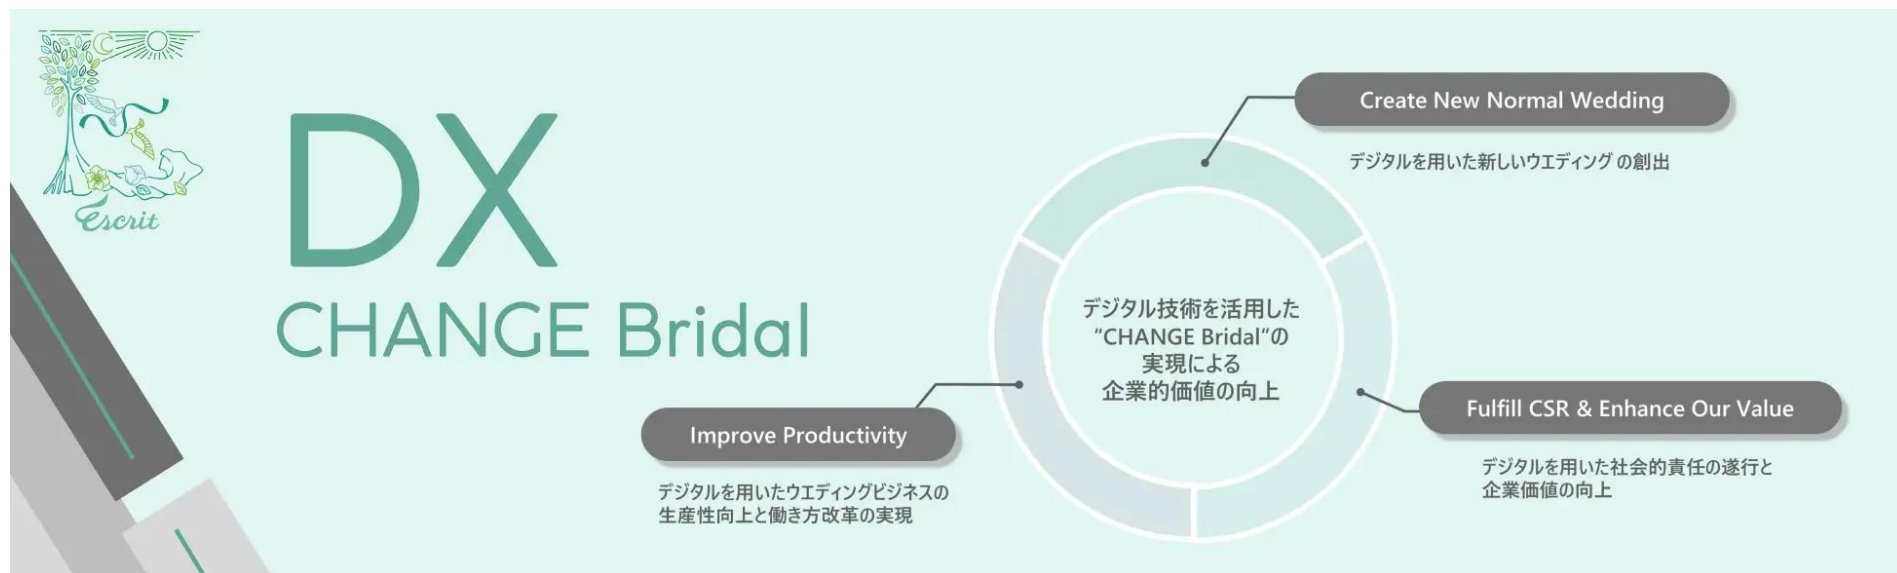 Escrit
DX
CHANGE Bridal
Create New Normal Wedding
デジタルを用いた新しいウエディングの創出
デジタル技術を活用した
“CHANGE Bridal”の
実現による
企業的価値の向上
Improve Productivity
デジタルを用いたウエディングビジネスの
生産性向上と働き方改革の実現
Fulfill CSR & Enhance Our Value
デジタルを用いた社会的責任の遂行と
企業価値の向上